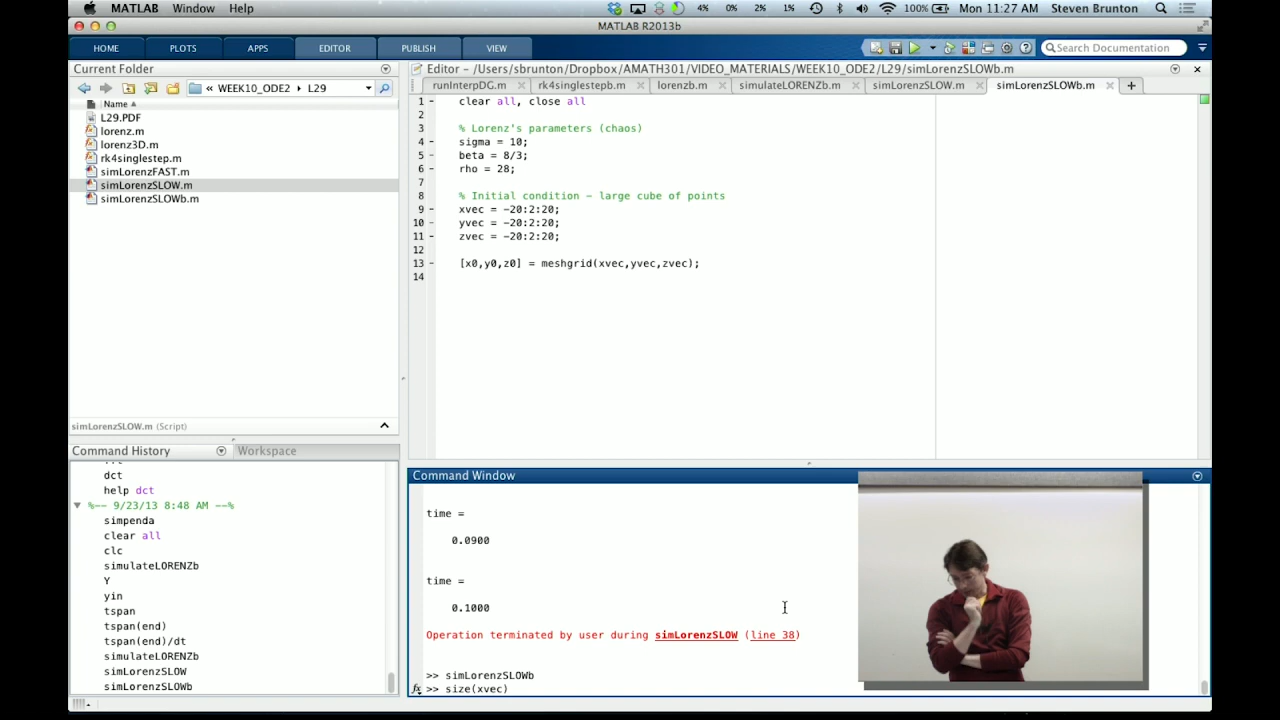 MATLAB Window Help 4% 0% 2% 1% 100% Mon 11:27 AM Steven Brunton
MATLAB R2013b
HOME PLOTS APPS EDITOR PUBLISH VIEW Search Documentation
Current Folder
« WEEK10_ODE2 ▸ L29
Name
L29.PDF
lorenz.m
lorenz3D.m
rk4singlestep.m
simLorenzFAST.m
simLorenzSLOW.m
simLorenzSLOWb.m
simLorenzSLOW.m (Script)
Command History Workspace
dct
help dct
%-- 9/23/13 8:48 AM --%
simpenda
clear all
clc
simulateLORENZb
Y
yin
tspan
tspan(end)
tspan(end)/dt
simulateLORENZb
simLorenzSLOW
simLorenzSLOWb
Editor - /Users/sbrunton/Dropbox/AMATH301/VIDEO_MATERIALS/WEEK10_ODE2/L29/simLorenzSLOWb.m
runInterpDG.m rk4singlestepb.m lorenzb.m simulateLORENZb.m simLorenzSLOW.m simLorenzSLOWb.m
1 - clear all, close all
2
3 % Lorenz's parameters (chaos)
4 - sigma = 10;
5 - beta = 8/3;
6 - rho = 28;
7
8 % Initial condition - large cube of points
9 - xvec = -20:2:20;
10 - yvec = -20:2:20;
11 - zvec = -20:2:20;
12
13 - [x0,y0,z0] = meshgrid(xvec,yvec,zvec);
14
Command Window
time =
0.0900
time =
0.1000
Operation terminated by user during simLorenzSLOW (line 38)
>> simLorenzSLOWb
fx >> size(xvec)